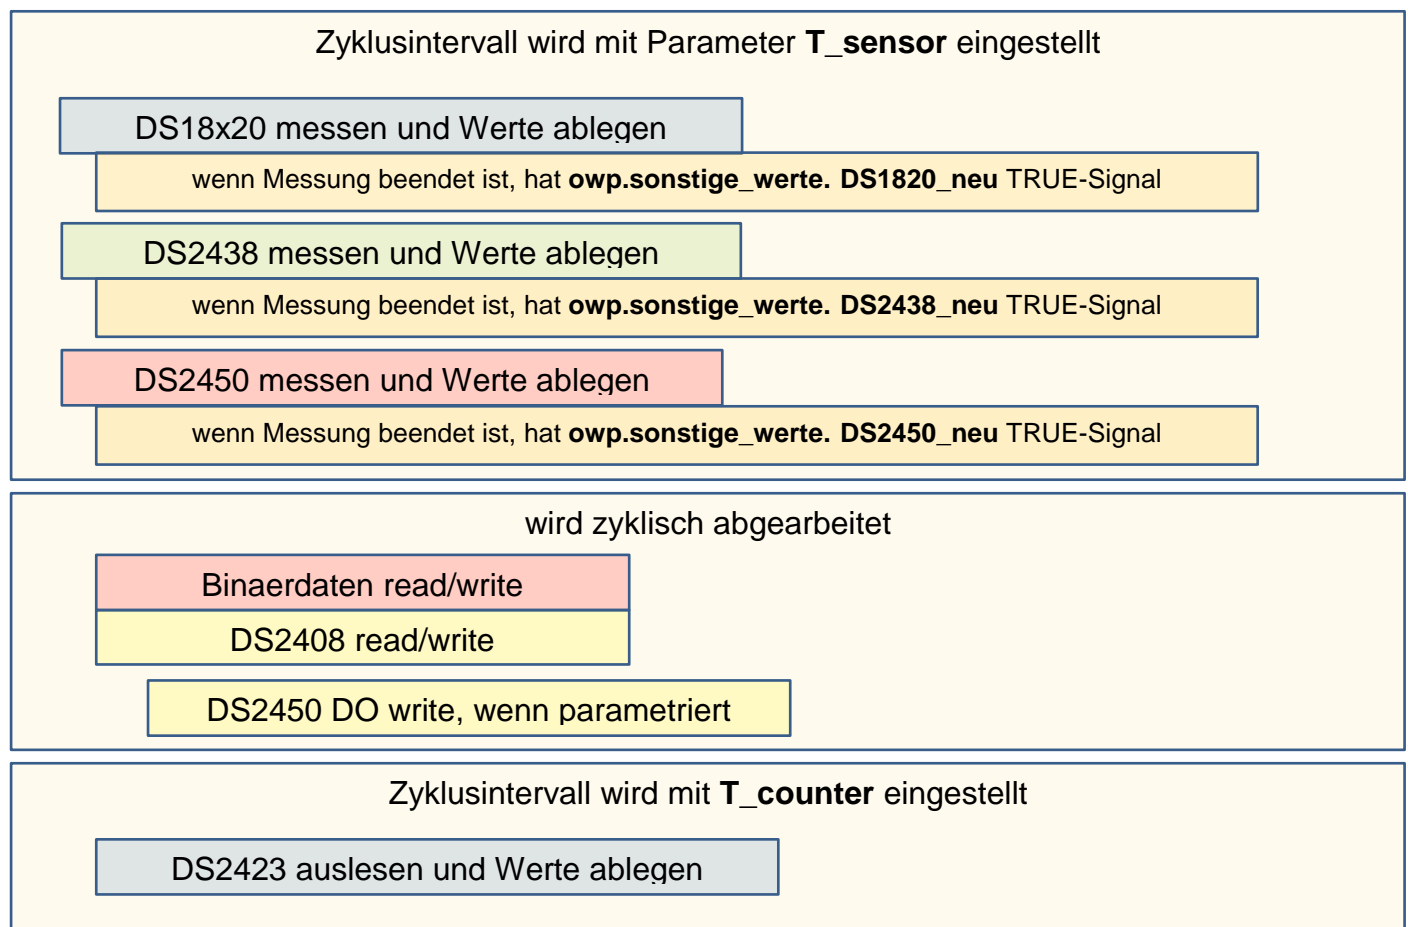 Zyklusintervall wird mit Parameter T_sensor eingestellt
DS18x20 messen und Werte ablegen
wenn Messung beendet ist, hat owp.sonstige_werte. DS1820_neu TRUE-Signal
DS2438 messen und Werte ablegen
wenn Messung beendet ist, hat owp.sonstige_werte. DS2438_neu TRUE-Signal
DS2450 messen und Werte ablegen
wenn Messung beendet ist, hat owp.sonstige_werte. DS2450_neu TRUE-Signal
wird zyklisch abgearbeitet
Binaerdaten read/write
DS2408 read/write
DS2450 DO write, wenn parametriert
Zyklusintervall wird mit T_counter eingestellt
DS2423 auslesen und Werte ablegen